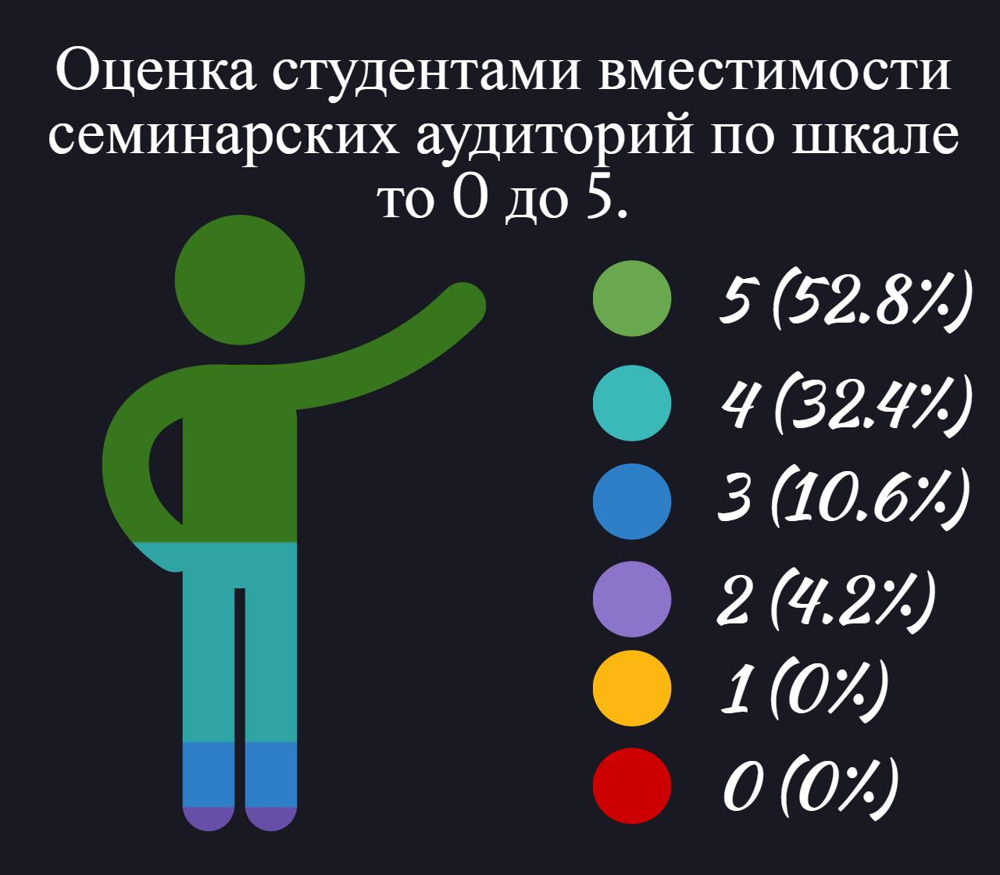 Оценка студентами вместимости
семинарских аудиторий по шкале
то 0 до 5.
5 (52.8%)
4 (32.4%)
3 (10.6%)
2 (4.2%)
1 (0%)
0 (0%)